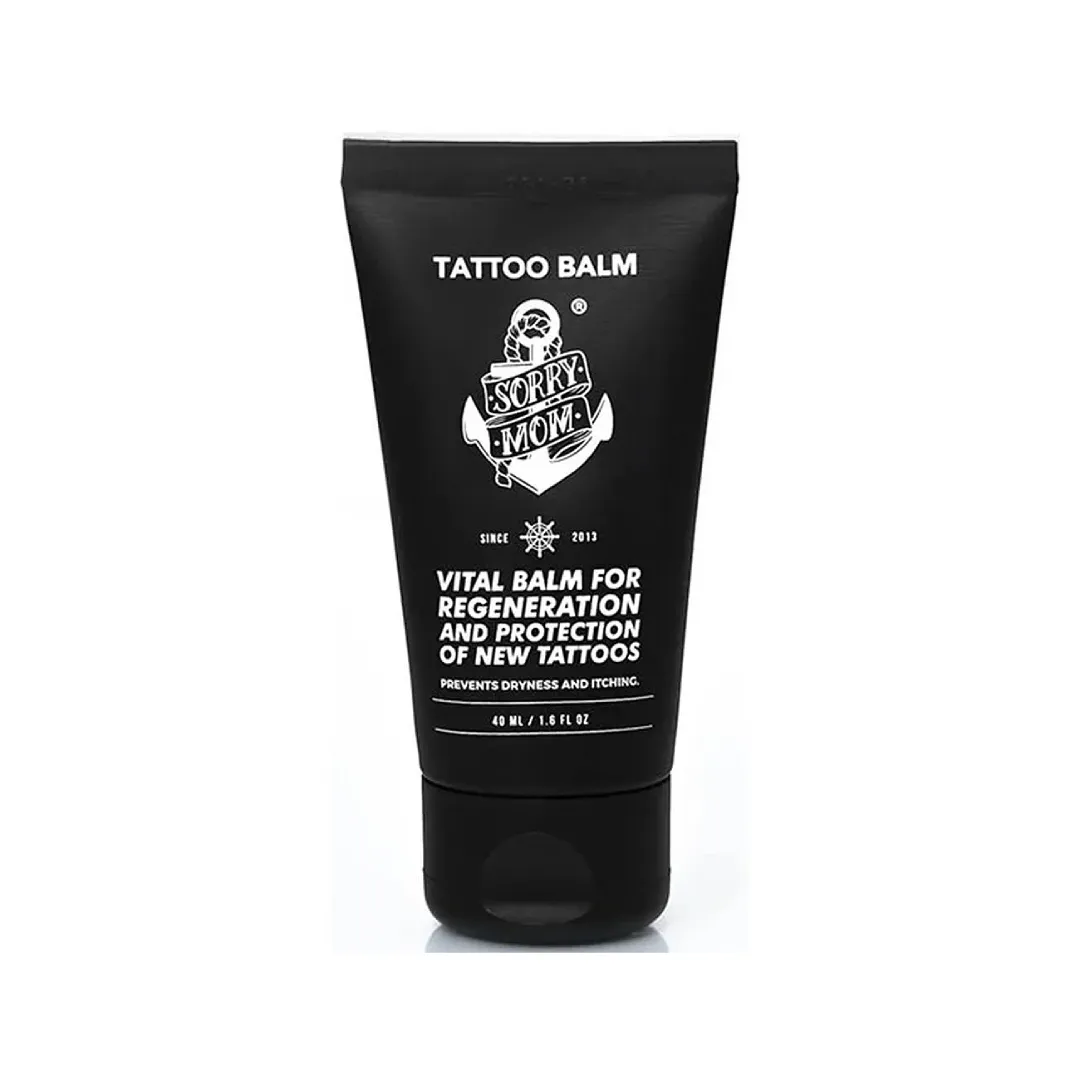 TATTOO BALM
®
SORRY
MOM
SINCE 2013
VITAL BALM FOR
REGENERATION
AND PROTECTION
OF NEW TATTOOS
PREVENTS DRYNESS AND ITCHING.
40 ML / 1.6 FL OZ